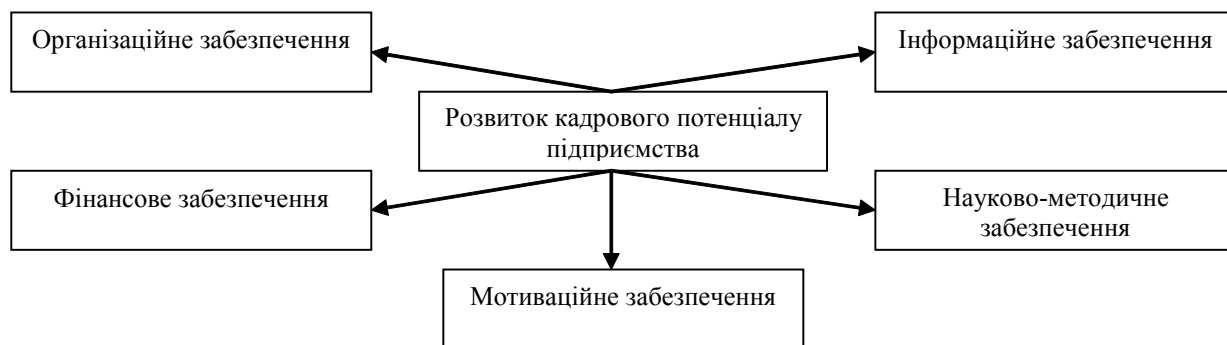 Організаційне забезпечення
Інформаційне забезпечення
Розвиток кадрового потенціалу
підприємства
Фінансове забезпечення
Науково-методичне
забезпечення
Мотиваційне забезпечення